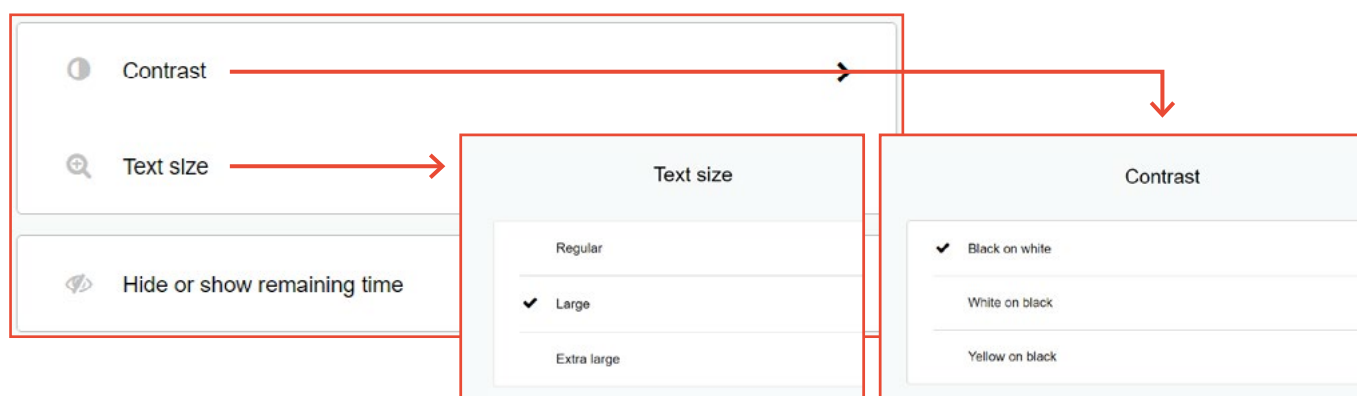 Contrast
Text size
Hide or show remaining time
Text size
Regular
Large
Extra large
Contrast
Black on white
White on black
Yellow on black